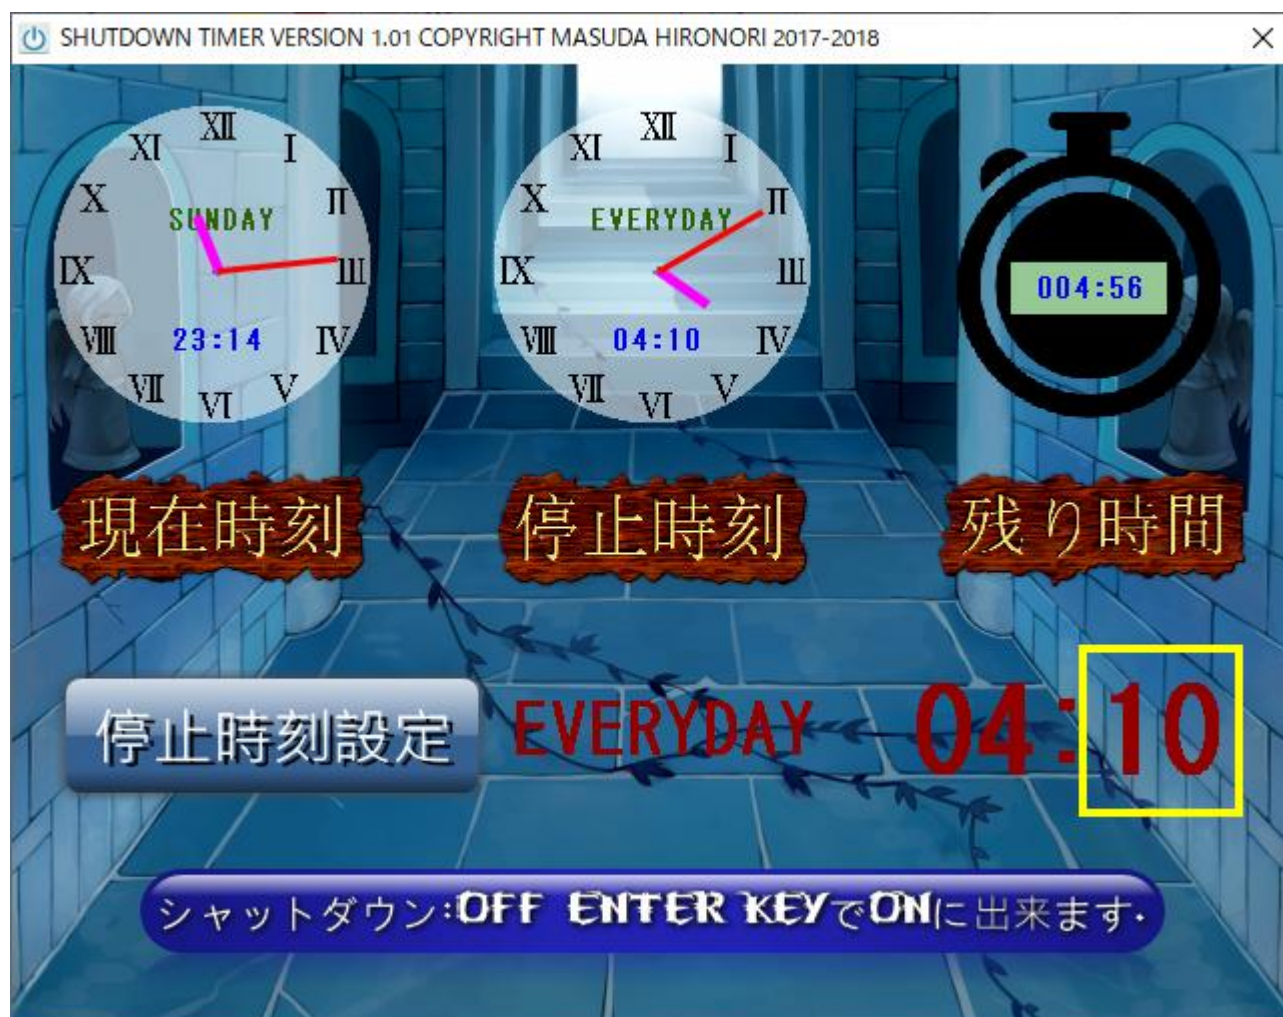 SHUTDOWN TIMER VERSION 1.01 COPYRIGHT MASUDA HIRONORI 2017-2018
XII
XI I
X II
SUNDAY
IX III
VIII 23:14 IV
VII V
VI
XII
XI I
X II
EVERYDAY
IX III
VIII 04:10 IV
VII V
VI
004:56
現在時刻
停止時刻
残り時間
停止時刻設定 EVERYDAY 04:10
シャットダウン:OFF ENTER KEYでONに出来ます.